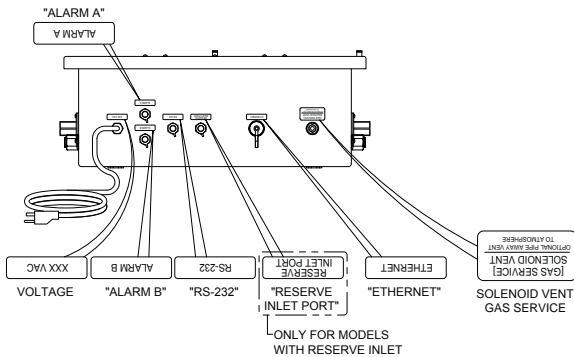 "ALARM A"
ALARM A
XXX VAC
VOLTAGE
ALARM B
"ALARM B"
RS-232
"RS-232"
RESERVE
INLET PORT
"RESERVE
INLET PORT"
ETHERNET
"ETHERNET"
[GAS SERVICE]
SOLENOID VENT
OPTIONAL PIPE AWAY VENT
TO ATMOSPHERE
SOLENOID VENT
GAS SERVICE
ONLY FOR MODELS
WITH RESERVE INLET